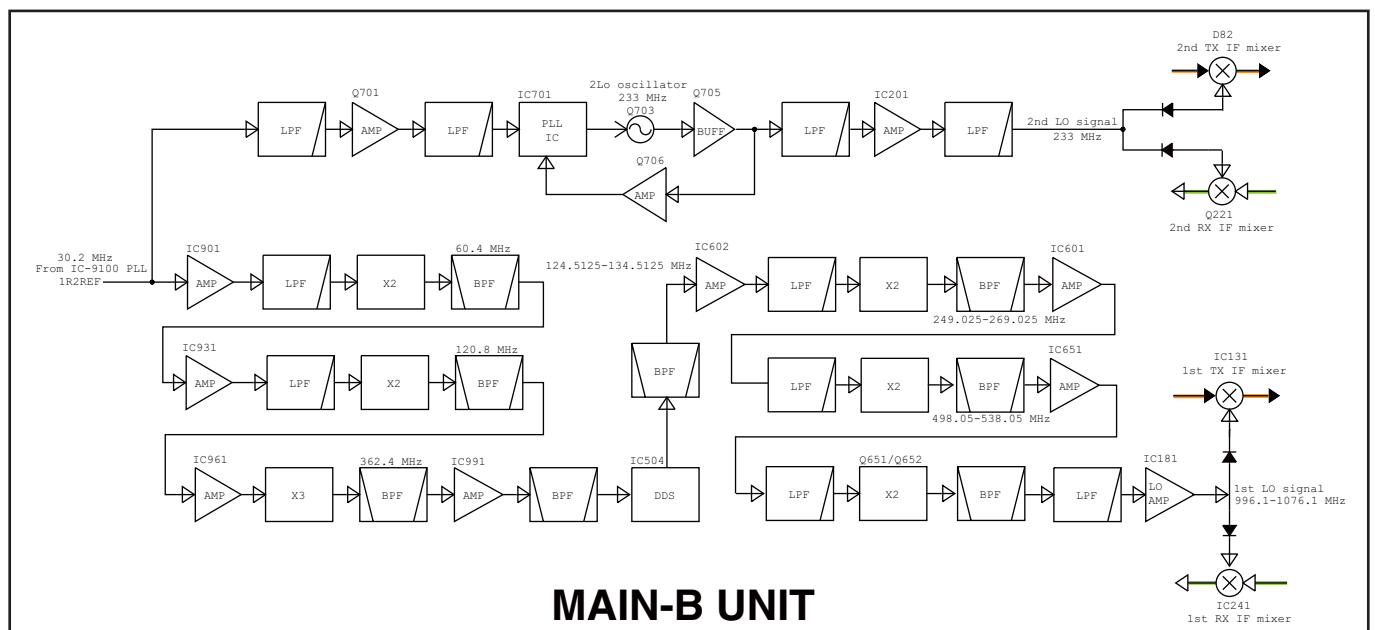 D82
2nd TX IF mixer
Q701
IC701
2Lo oscillator
233 MHz
Q703
Q705
IC201
LPF
AMP
LPF
PLL
IC
BUFF
LPF
AMP
LPF
2nd LO signal
233 MHz
Q706
AMP
Q221
2nd RX IF mixer
30.2 MHz
From IC-9100 PLL
1R2REF
IC901
AMP
LPF
X2
60.4 MHz
BPF
124.5125-134.5125 MHz
IC602
AMP
LPF
X2
BPF
249.025-269.025 MHz
IC601
AMP
IC931
AMP
LPF
X2
120.8 MHz
BPF
BPF
LPF
X2
BPF
498.05-538.05 MHz
IC651
AMP
IC131
1st TX IF mixer
IC961
AMP
X3
362.4 MHz
BPF
IC991
AMP
BPF
IC504
DDS
LPF
Q651/Q652
X2
BPF
LPF
IC181
LO
AMP
1st LO signal
996.1-1076.1 MHz
IC241
1st RX IF mixer
MAIN-B UNIT